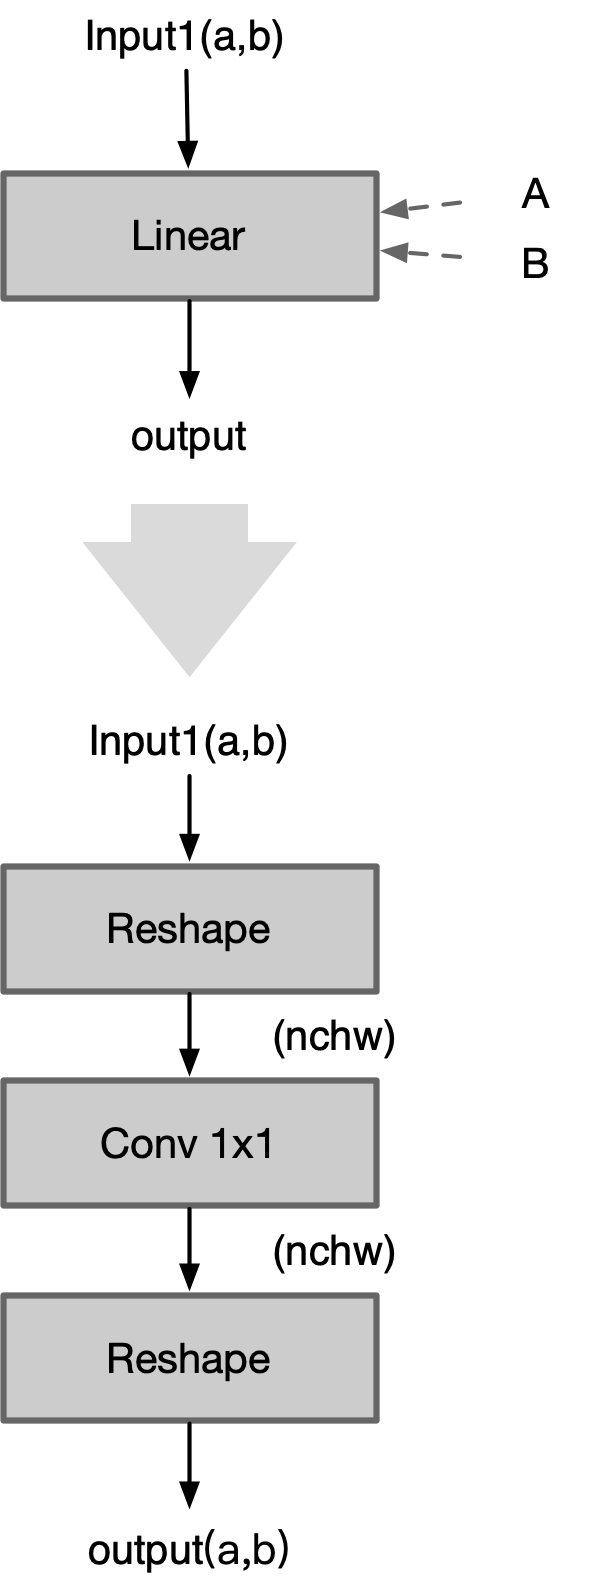 Input1(a,b)
Linear
A
B
output
Input1(a,b)
Reshape
(nchw)
Conv 1x1
(nchw)
Reshape
output(a,b)